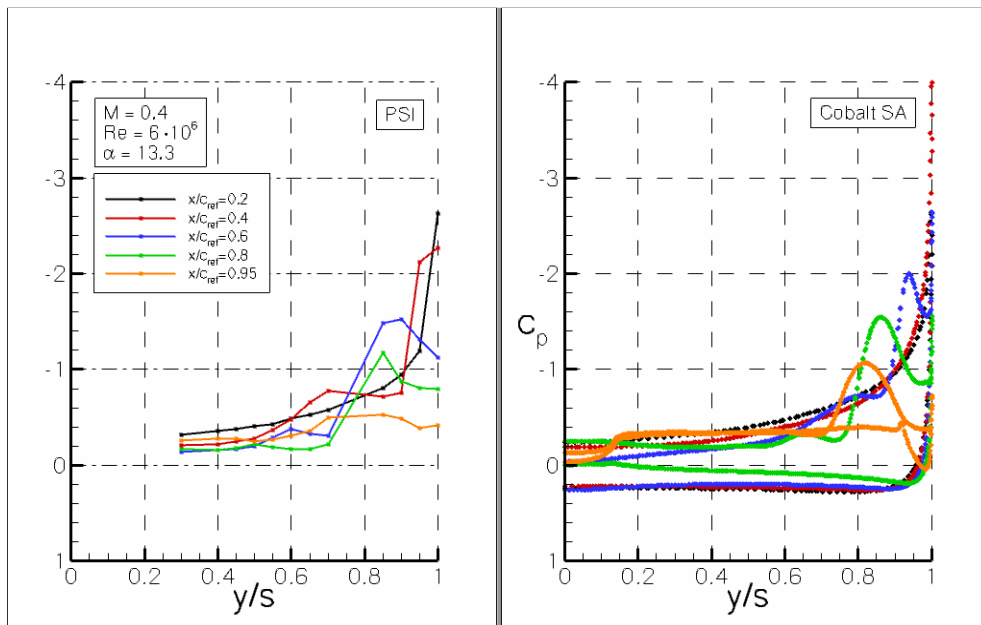 -4
-3
-2
-1
0
1
0
0.2
0.4
0.6
0.8
1
y/s
M = 0.4
Re = 6·10⁶
α = 13.3
PSI
x/c_ref=0.2
x/c_ref=0.4
x/c_ref=0.6
x/c_ref=0.8
x/c_ref=0.95
-4
-3
-2
-1
0
1
C_p
0
0.2
0.4
0.6
0.8
1
y/s
Cobalt SA